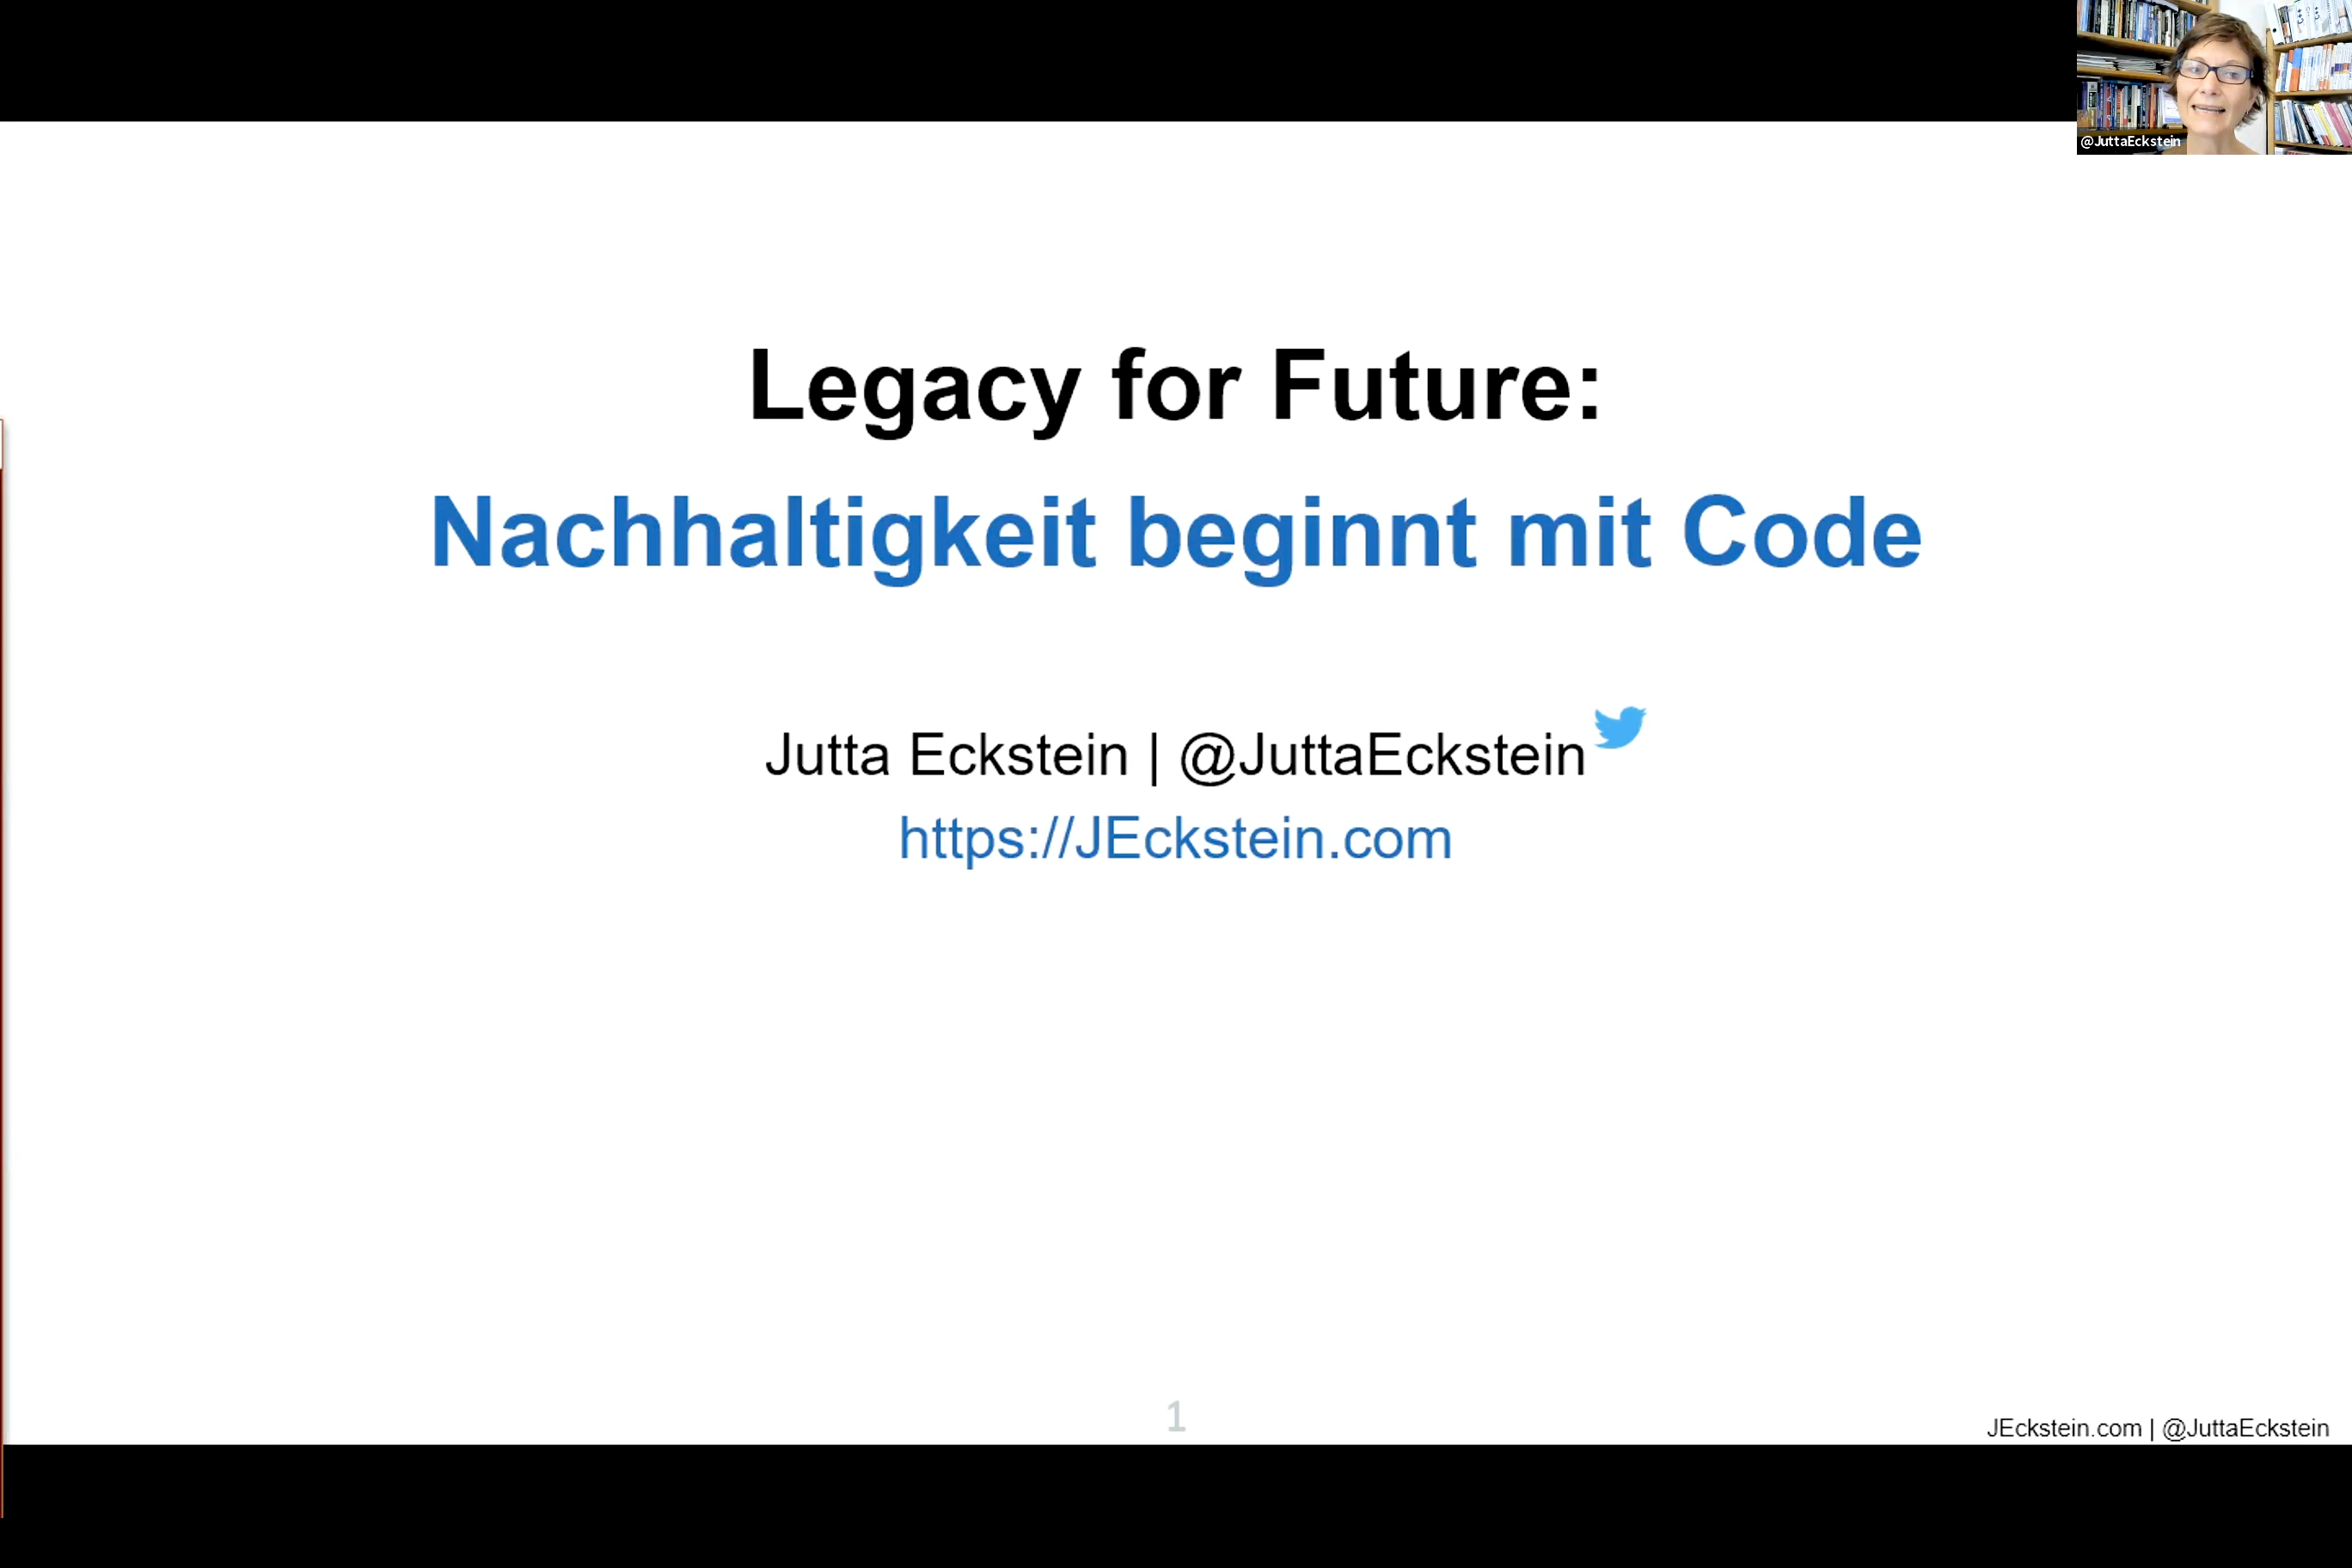 @JuttaEckstein
Legacy for Future:
Nachhaltigkeit beginnt mit Code
Jutta Eckstein | @JuttaEckstein
https://JEckstein.com
1
JEckstein.com | @JuttaEckstein